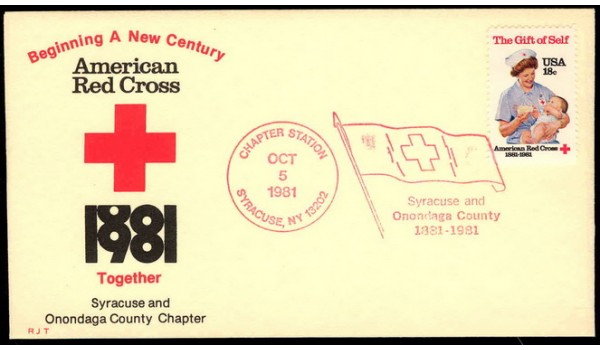 Beginning A New Century
American
Red Cross
1881
1981
Together
Syracuse and
Onondaga County Chapter
RJT
CHAPTER STATION
OCT
5
1981
SYRACUSE, NY 13202
Syracuse and
Onondaga County
1881-1981
The Gift of Self
USA
18c
American Red Cross
1881-1981